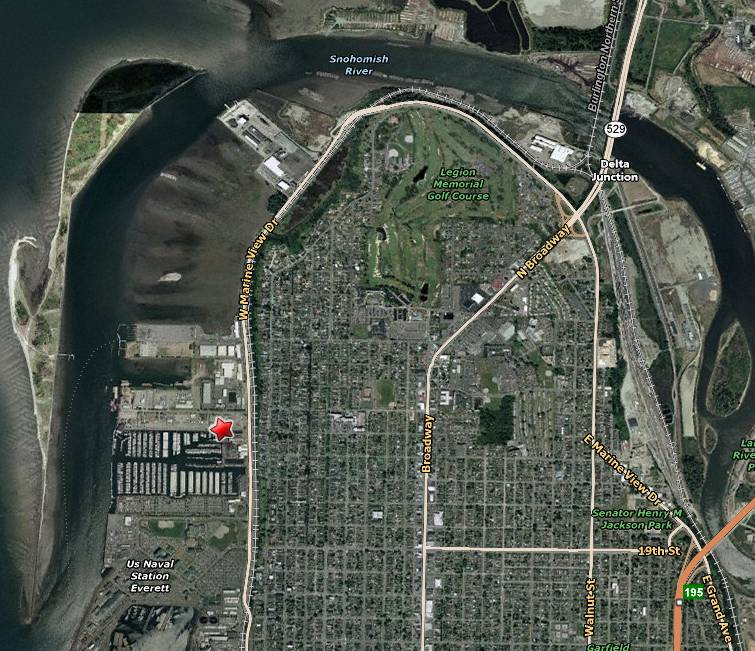 Snohomish
River
Burlington Northern
529
Delta
Junction
Legion
Memorial
Golf Course
W Marine View Dr
N Broadway
Broadway
E Marine View Dr
Senator Henry M
Jackson Park
19th St
Us Naval
Station
Everett
195
Walnut St
E Grand Ave
Garfield